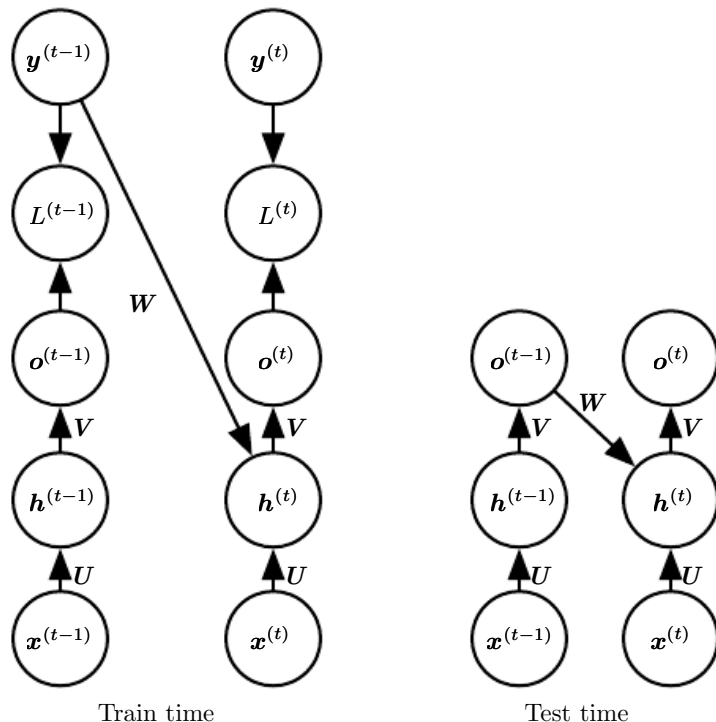 y^(t−1) y^(t)
L^(t−1) L^(t)
W
o^(t−1) o^(t) o^(t−1) o^(t)
W
V V V V
h^(t−1) h^(t) h^(t−1) h^(t)
U U U U
x^(t−1) x^(t) x^(t−1) x^(t)
Train time Test time